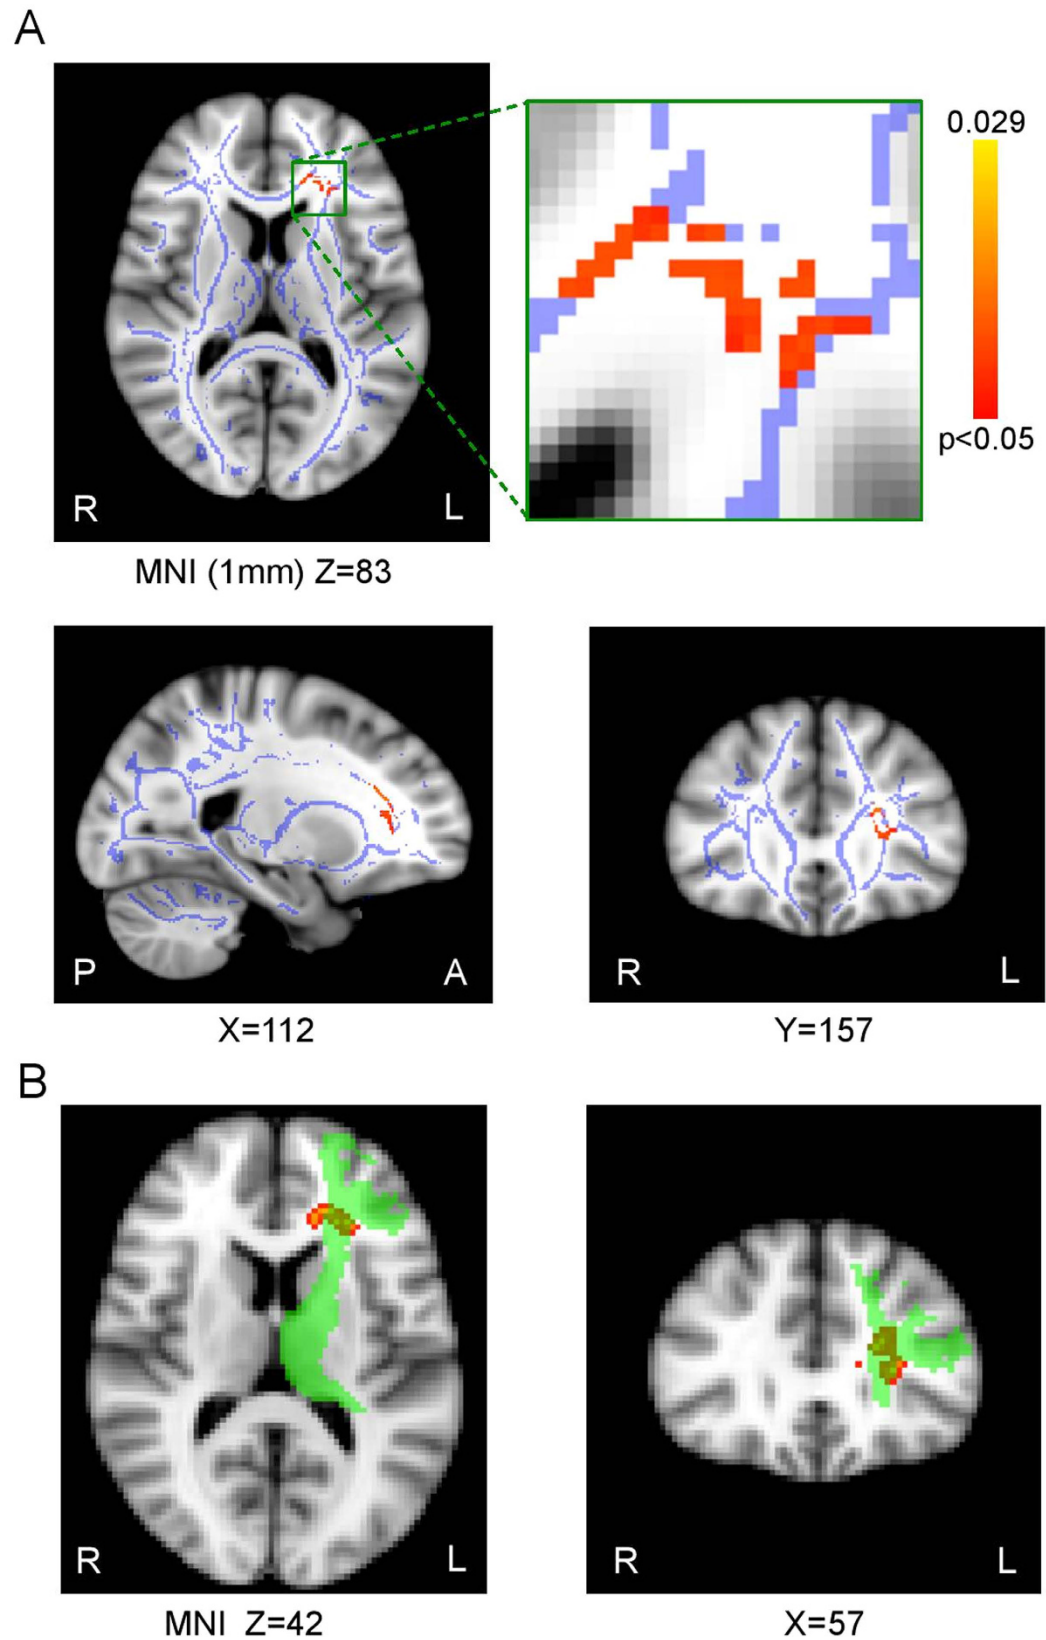 A
0.029
p<0.05
R L
MNI (1mm) Z=83
P A
R L
X=112
Y=157
B
R L
R L
MNI Z=42
X=57